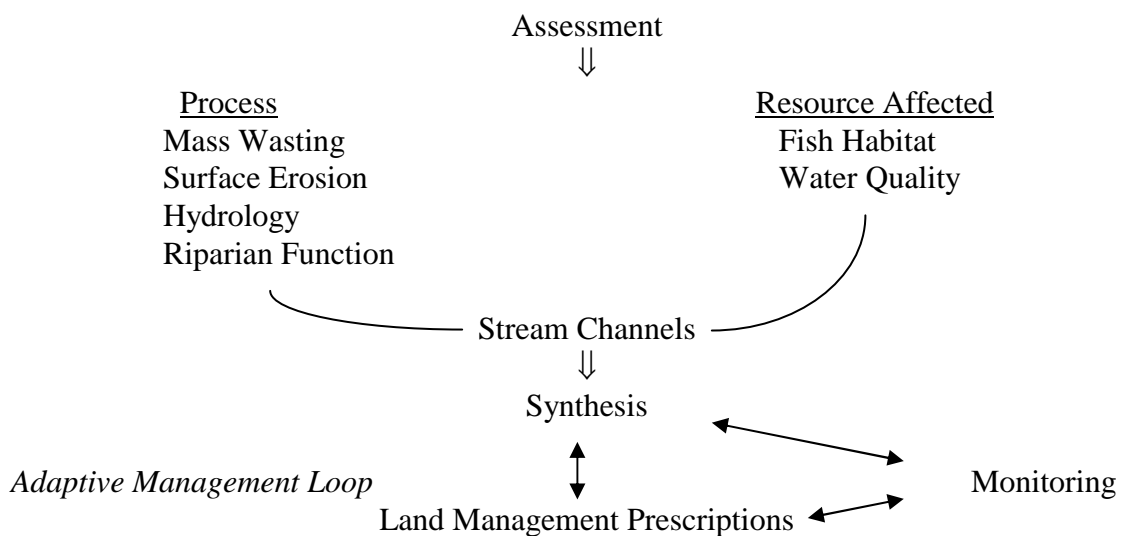 Assessment
⇓
Process
Resource Affected
Mass Wasting
Fish Habitat
Surface Erosion
Water Quality
Hydrology
Riparian Function
Stream Channels
⇓
Synthesis
Adaptive Management Loop
Monitoring
Land Management Prescriptions